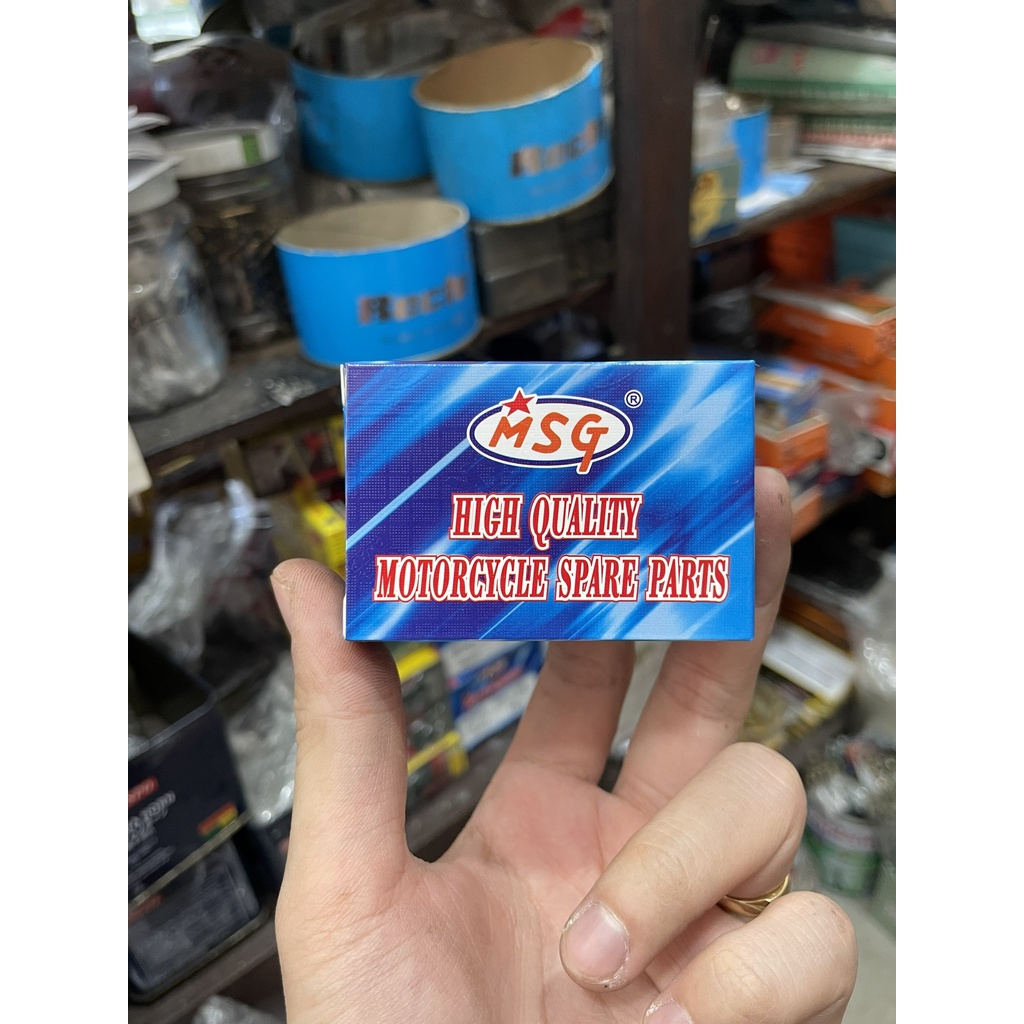 MSG
®
HIGH QUALITY
MOTORCYCLE SPARE PARTS